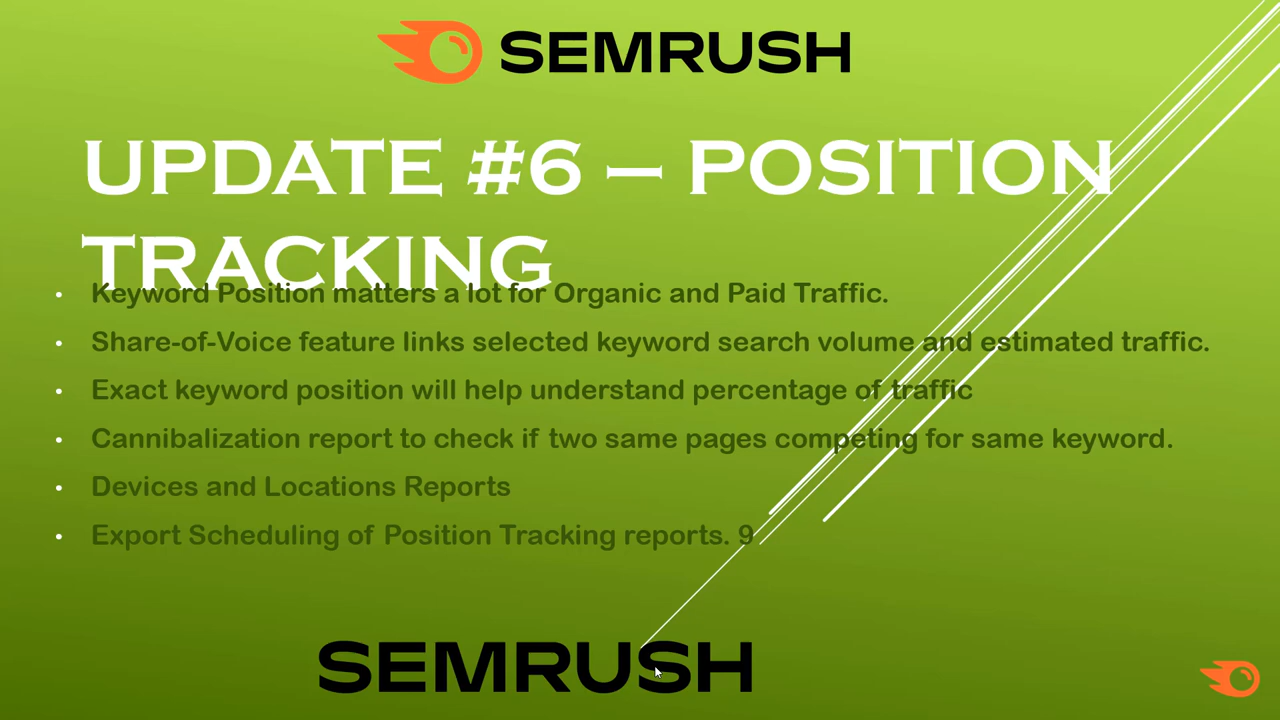 SEMRUSH
UPDATE #6 – POSITION
TRACKING
• Keyword Position matters a lot for Organic and Paid Traffic.
• Share-of-Voice feature links selected keyword search volume and estimated traffic.
• Exact keyword position will help understand percentage of traffic
• Cannibalization report to check if two same pages competing for same keyword.
• Devices and Locations Reports
• Export Scheduling of Position Tracking reports. 9
SEMRUSH